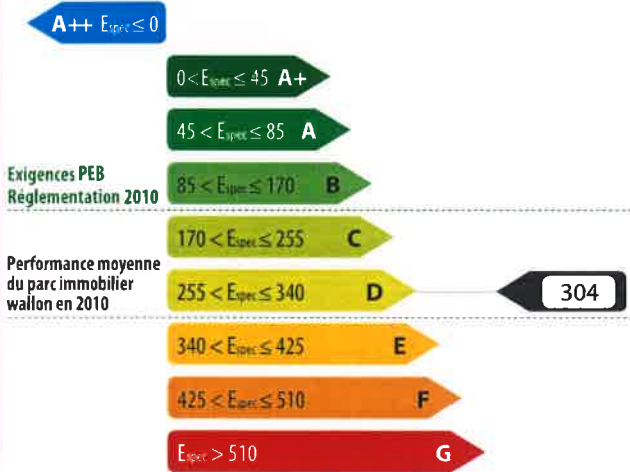 A++ Espec ≤ 0
0 < Espec ≤ 45 A+
45 < Espec ≤ 85 A
Exigences PEB
Réglementation 2010
85 < Espec ≤ 170 B
170 < Espec ≤ 255 C
Performance moyenne
du parc immobilier
wallon en 2010
255 < Espec ≤ 340 D
304
340 < Espec ≤ 425 E
425 < Espec ≤ 510 F
Espec > 510 G